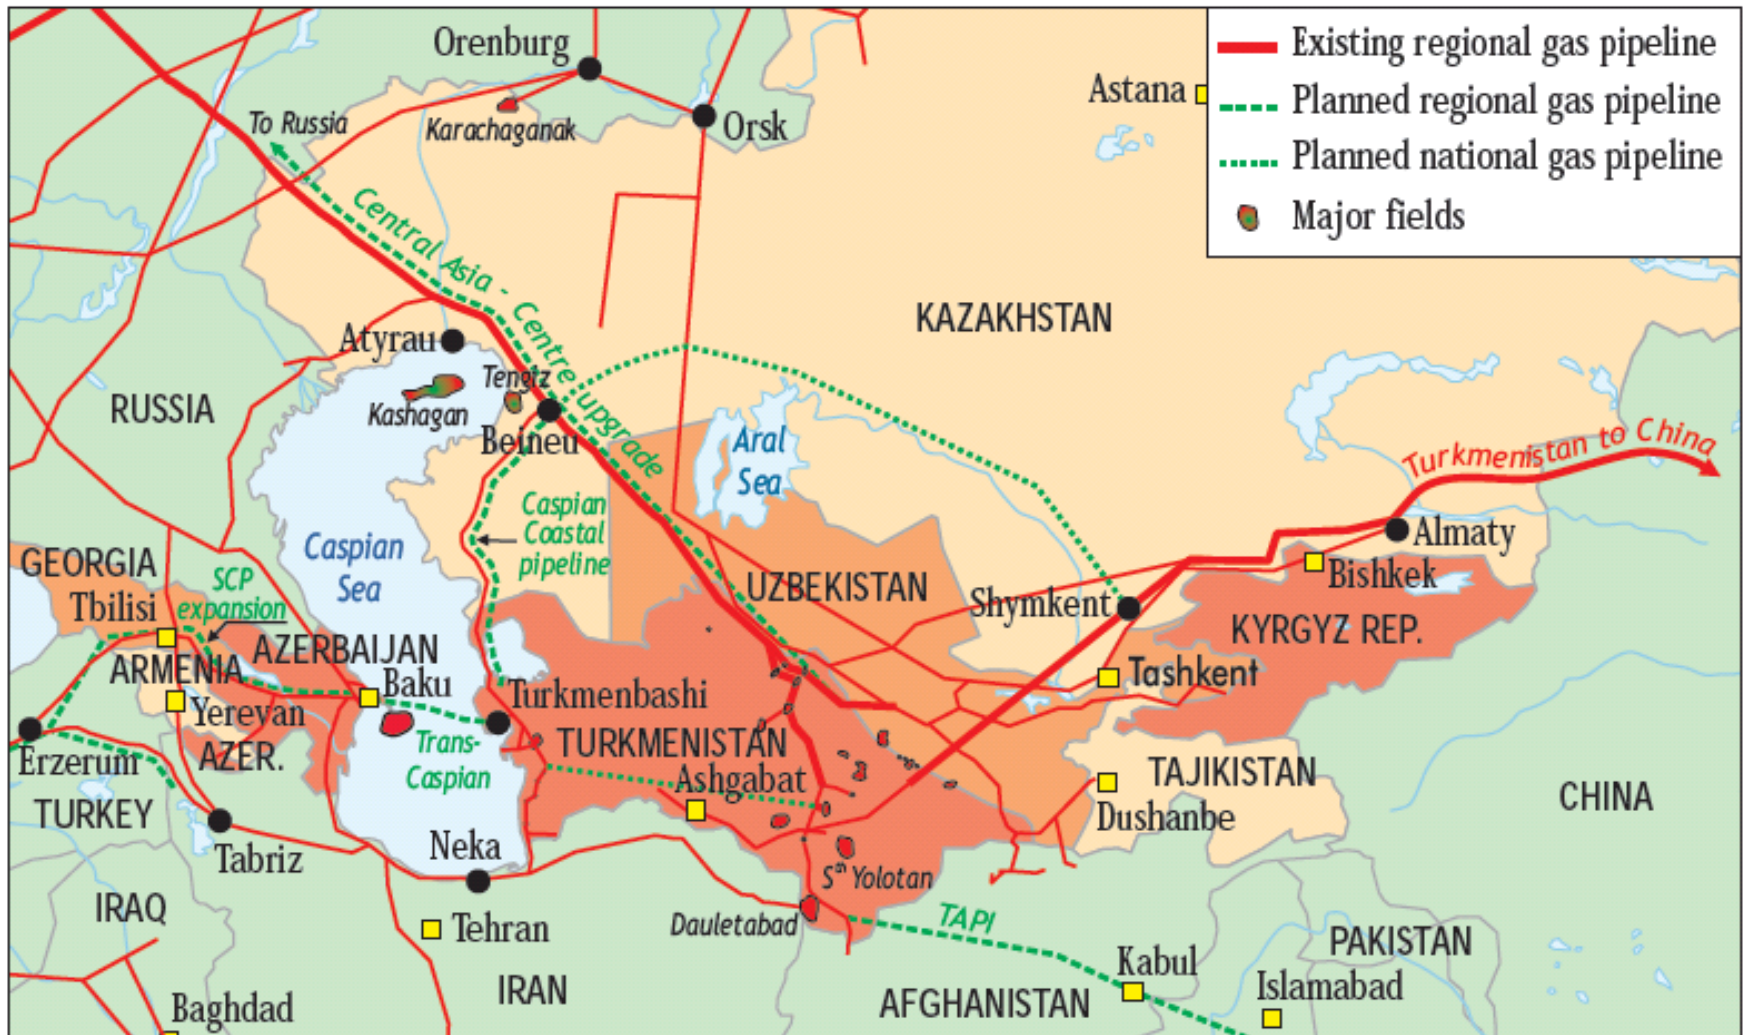 Orenburg
Existing regional gas pipeline
Astana
Planned regional gas pipeline
To Russia
Karachaganak
Orsk
Planned national gas pipeline
Major fields
Central Asia - Centre upgrade
KAZAKHSTAN
Atyrau
Tengiz
Kashagan
RUSSIA
Beineu
Aral
Sea
Turkmenistan to China
Caspian
Coastal
pipeline
Caspian
Sea
Almaty
GEORGIA
SCP
expansion
UZBEKISTAN
Bishkek
Tbilisi
Shymkent
KYRGYZ REP.
AZERBAIJAN
ARMENIA
Baku
Turkmenbashi
Tashkent
Yerevan
Trans-
Caspian
TURKMENISTAN
AZER.
Erzerum
Ashgabat
TAJIKISTAN
CHINA
TURKEY
Dushanbe
Neka
Tabriz
Sth Yolotan
IRAQ
Dauletabad
TAPI
Tehran
PAKISTAN
Kabul
IRAN
Islamabad
AFGHANISTAN
Baghdad